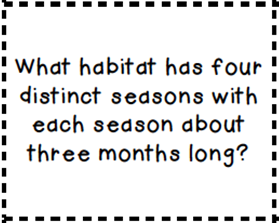 What habitat has four
distinct seasons with
each season about
three months long?